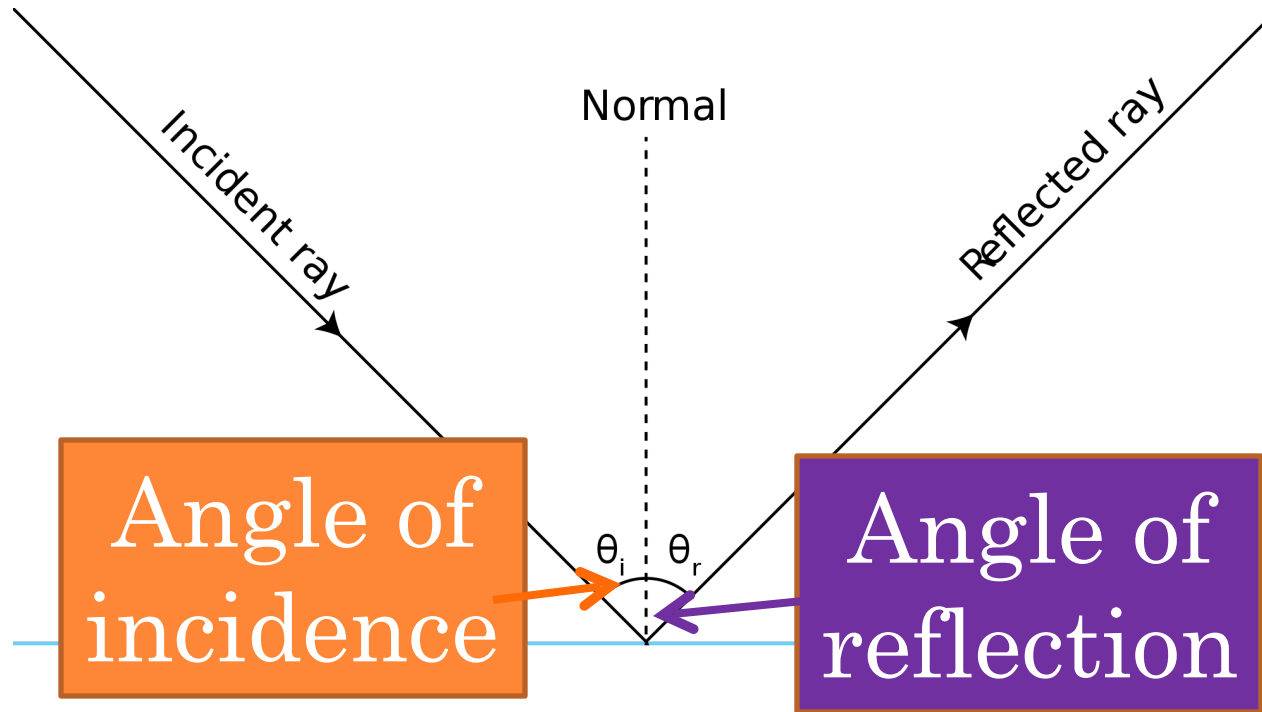 Normal
Incident ray
Reflected ray
Angle of
incidence
θi
θr
Angle of
reflection